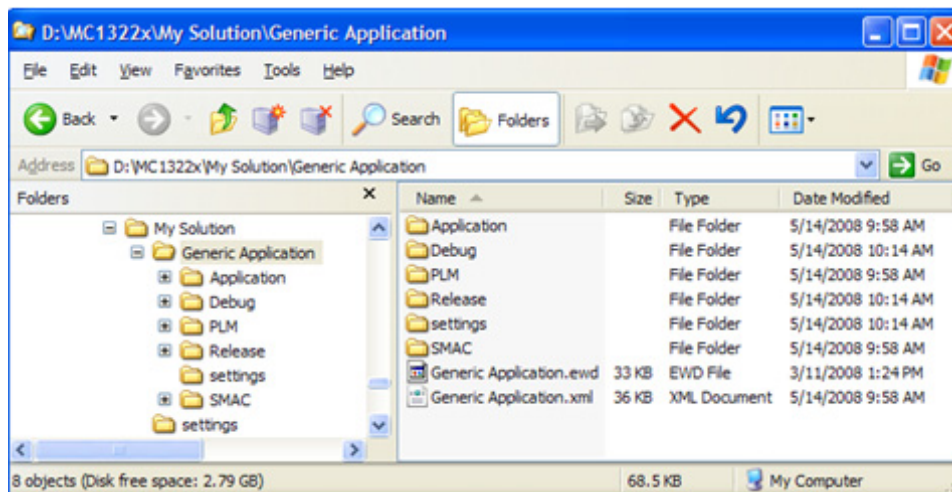 D:\MC1322x\My Solution\Generic Application
File Edit View Favorites Tools Help
Back Search Folders
Address D:\MC1322x\My Solution\Generic Application Go
Folders x
My Solution
Generic Application
Application
Debug
PLM
Release
settings
SMAC
settings
Name Size Type Date Modified
Application File Folder 5/14/2008 9:58 AM
Debug File Folder 5/14/2008 10:14 AM
PLM File Folder 5/14/2008 9:58 AM
Release File Folder 5/14/2008 10:14 AM
settings File Folder 5/14/2008 10:14 AM
SMAC File Folder 5/14/2008 9:58 AM
Generic Application.ewd 33 KB EWD File 3/11/2008 1:24 PM
Generic Application.xml 36 KB XML Document 5/14/2008 9:58 AM
8 objects (Disk free space: 2.79 GB) 68.5 KB My Computer